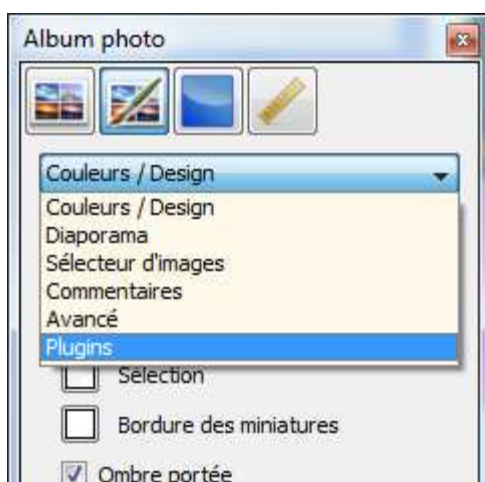 Album photo
Couleurs / Design
Couleurs / Design
Diaporama
Sélecteur d'images
Commentaires
Avancé
Plugins
Sélection
Bordure des miniatures
Ombre portée